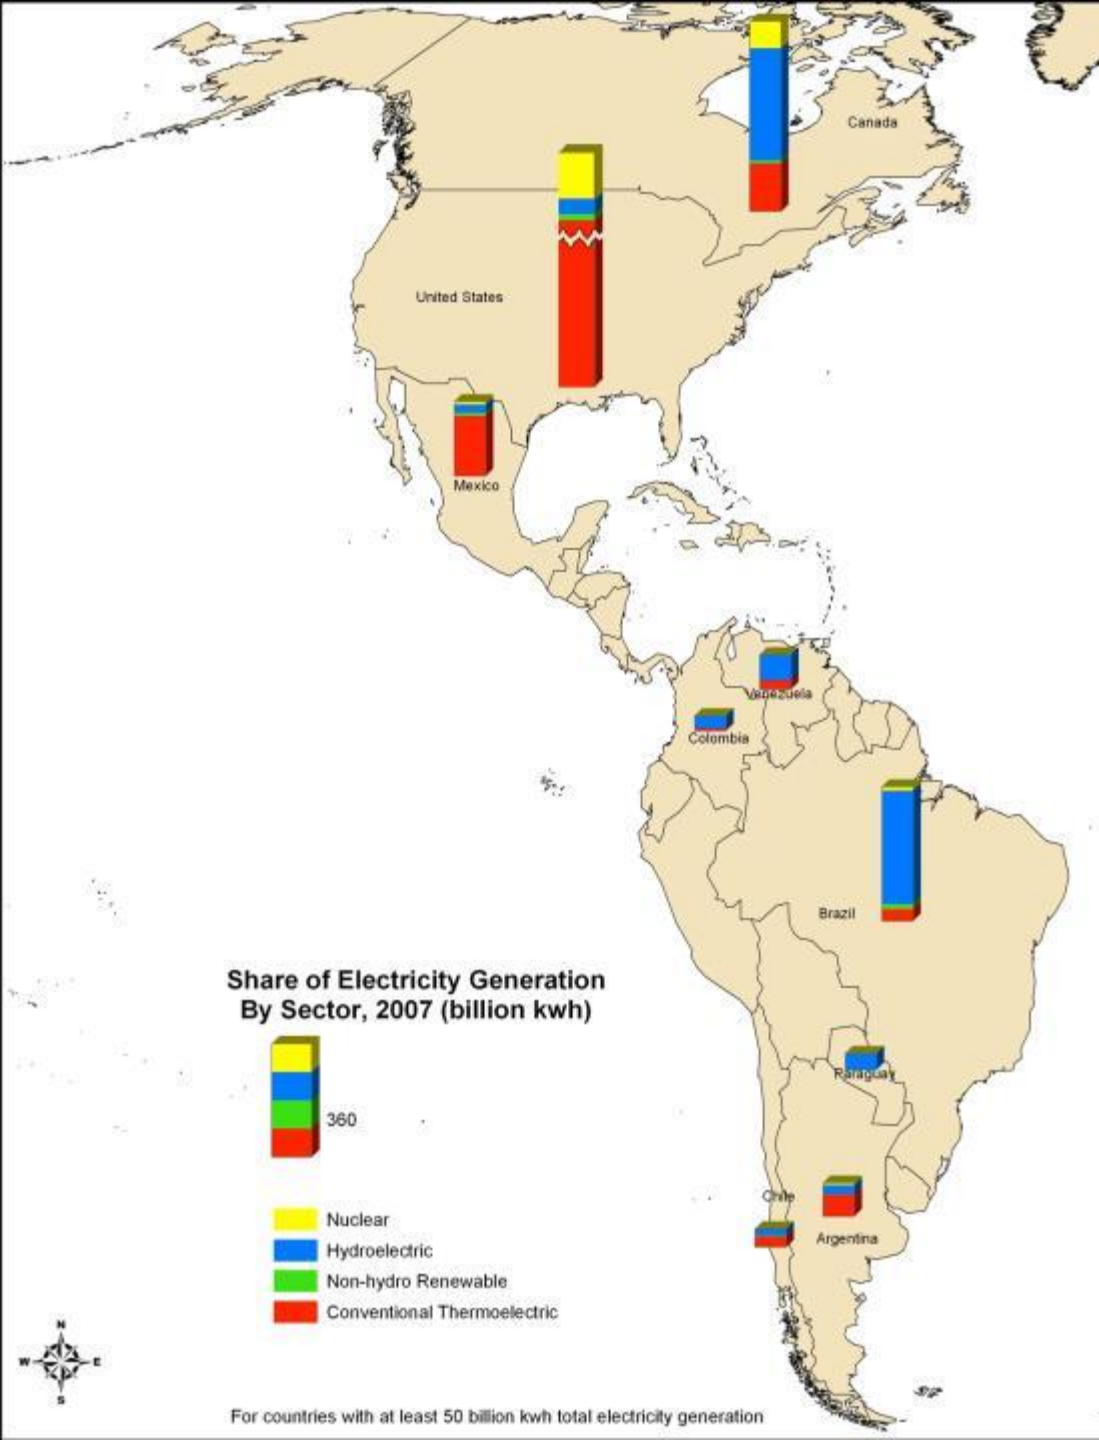 Canada
United States
Mexico
Venezuela
Colombia
Brazil
Share of Electricity Generation
By Sector, 2007 (billion kwh)
360
Paraguay
Chile
Argentina
Nuclear
Hydroelectric
Non-hydro Renewable
Conventional Thermoelectric
N
W E
S
For countries with at least 50 billion kwh total electricity generation